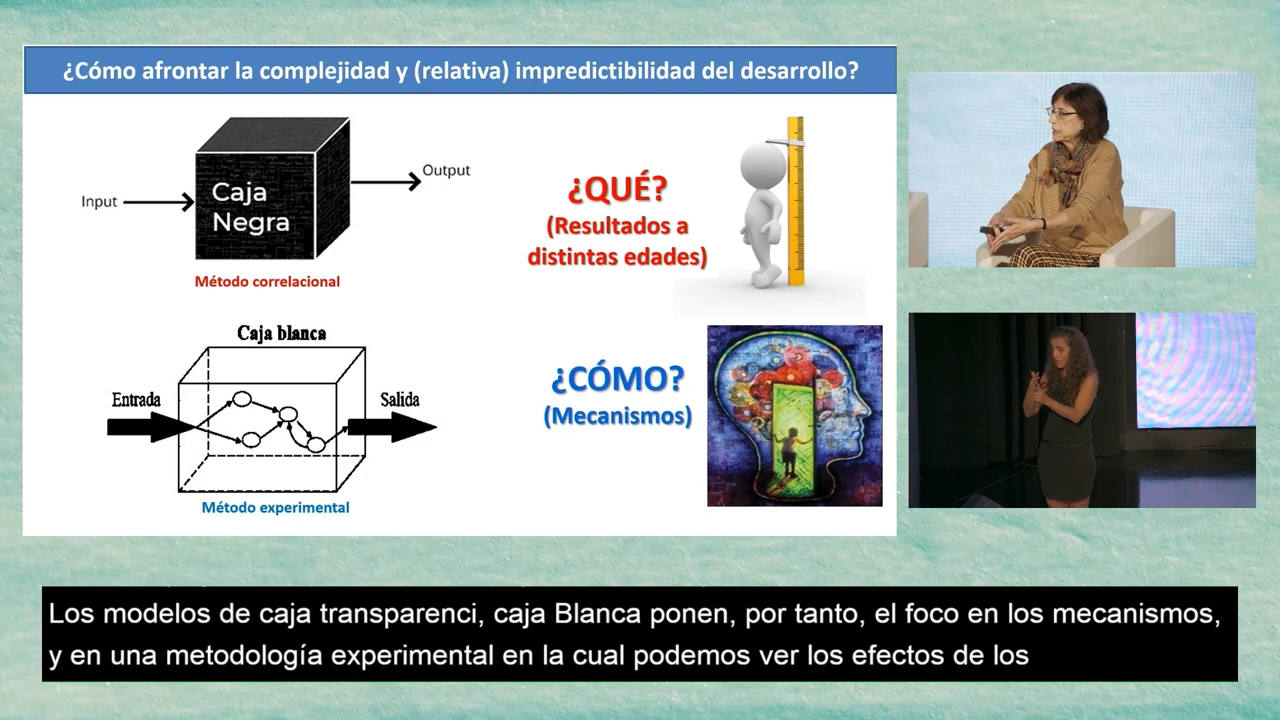 ¿Cómo afrontar la complejidad y (relativa) impredictibilidad del desarrollo?
Input
Caja
Negra
Output
Método correlacional
¿QUÉ?
(Resultados a
distintas edades)
Caja blanca
Entrada
Salida
Método experimental
¿CÓMO?
(Mecanismos)
Los modelos de caja transparenci, caja Blanca ponen, por tanto, el foco en los mecanismos,
y en una metodología experimental en la cual podemos ver los efectos de los